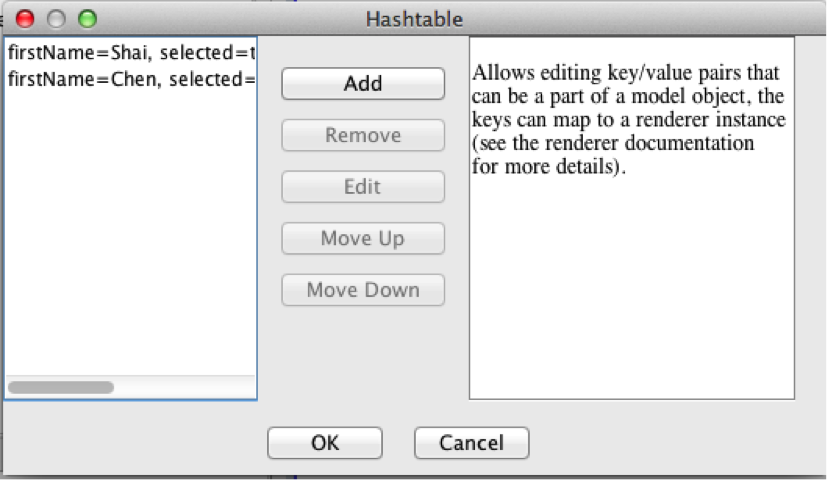 Hashtable
firstName=Shai, selected=t
firstName=Chen, selected=
Add
Remove
Edit
Move Up
Move Down
Allows editing key/value pairs that
can be a part of a model object, the
keys can map to a renderer instance
(see the renderer documentation
for more details).
OK
Cancel